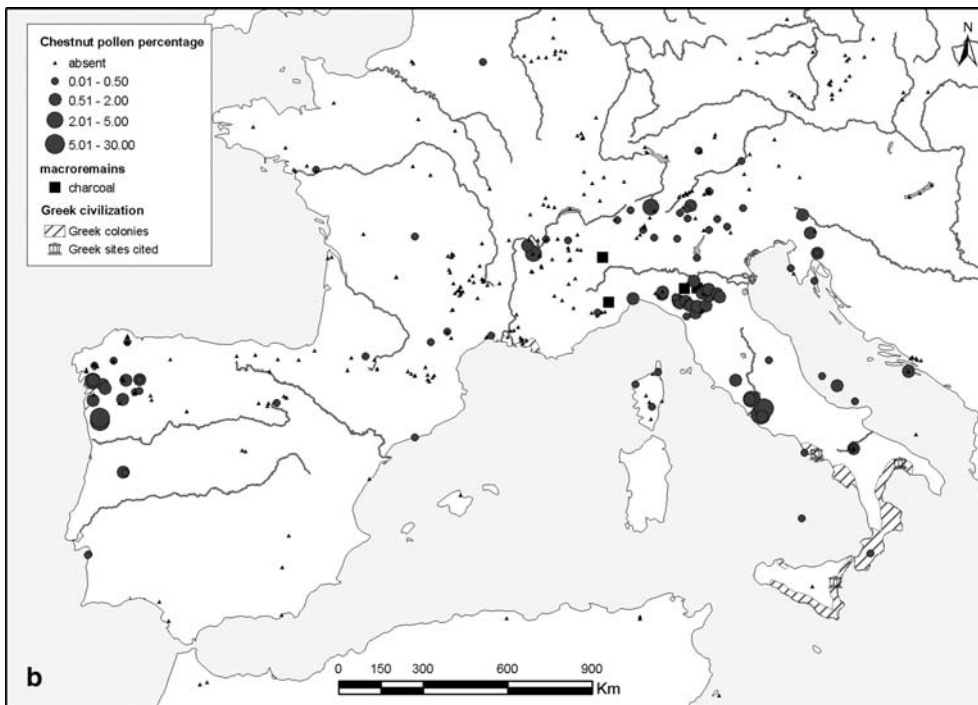 Chestnut pollen percentage
absent
0.01 - 0.50
0.51 - 2.00
2.01 - 5.00
5.01 - 30.00
macroremains
charcoal
Greek civilization
Greek colonies
Greek sites cited
N
b
0 150 300 600 900
Km